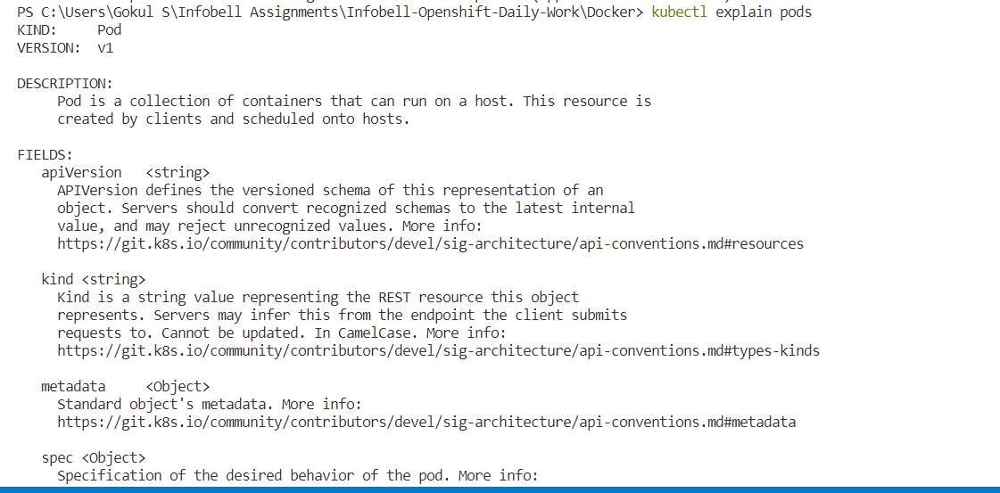 PS C:\Users\Gokul S\Infobell Assignments\Infobell-Openshift-Daily-Work\Docker> kubectl explain pods
KIND:     Pod
VERSION:  v1

DESCRIPTION:
     Pod is a collection of containers that can run on a host. This resource is
     created by clients and scheduled onto hosts.

FIELDS:
   apiVersion   <string>
     APIVersion defines the versioned schema of this representation of an
     object. Servers should convert recognized schemas to the latest internal
     value, and may reject unrecognized values. More info:
     https://git.k8s.io/community/contributors/devel/sig-architecture/api-conventions.md#resources

   kind <string>
     Kind is a string value representing the REST resource this object
     represents. Servers may infer this from the endpoint the client submits
     requests to. Cannot be updated. In CamelCase. More info:
     https://git.k8s.io/community/contributors/devel/sig-architecture/api-conventions.md#types-kinds

   metadata     <Object>
     Standard object's metadata. More info:
     https://git.k8s.io/community/contributors/devel/sig-architecture/api-conventions.md#metadata

   spec <Object>
     Specification of the desired behavior of the pod. More info: